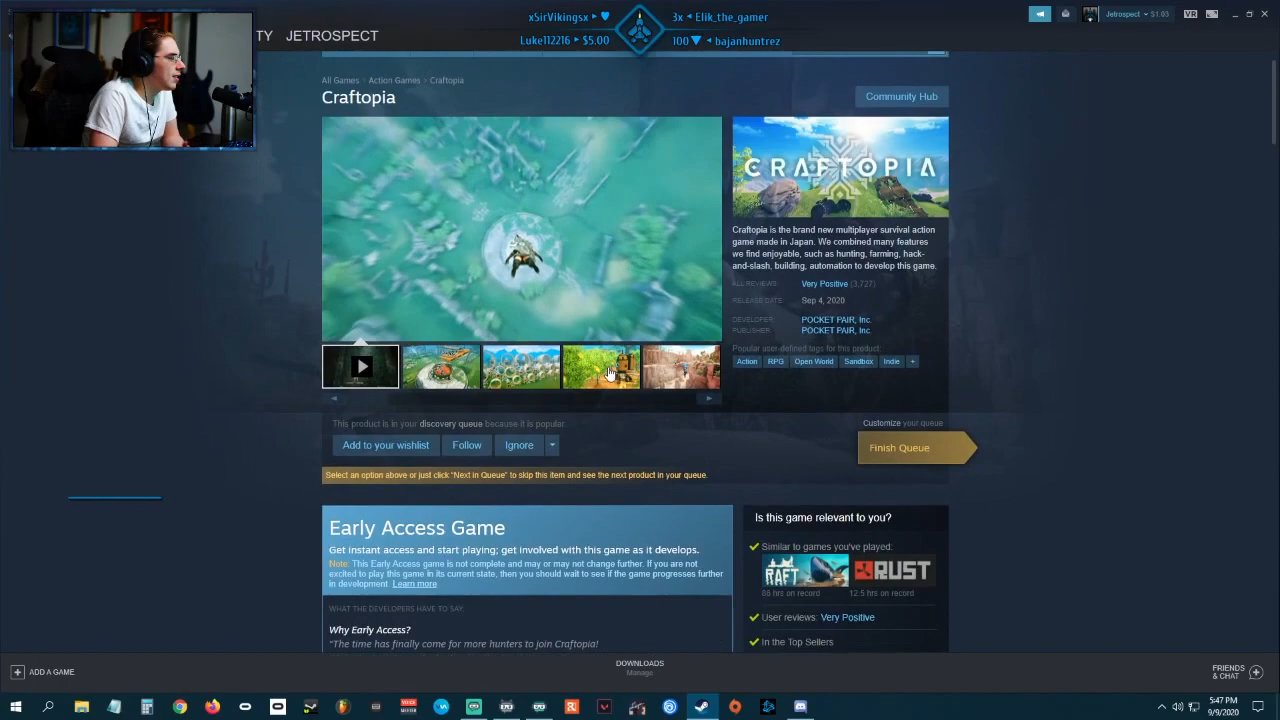 xSirVikingsx ▸ ♥
3x ◂ Elik_the_gamer
Luke112216 ▸ $5.00
100 ▼ ◂ bajanhuntrez
TY JETROSPECT
Jetrospect $1.03
VR
All Games > Action Games > Craftopia
Craftopia
Community Hub
CRAFTOPIA
Craftopia is the brand new multiplayer survival action
game made in Japan. We combined many features
we find enjoyable, such as hunting, farming, hack-
and-slash, building, automation to develop this game.
ALL REVIEWS: Very Positive (3,727)
RELEASE DATE: Sep 4, 2020
DEVELOPER: POCKET PAIR, Inc.
PUBLISHER: POCKET PAIR, Inc.
Popular user-defined tags for this product:
Action RPG Open World Sandbox Indie +
This product is in your discovery queue because it is popular.
Customize your queue
Add to your wishlist Follow Ignore
Finish Queue
Select an option above or just click "Next in Queue" to skip this item and see the next product in your queue.
Early Access Game
Get instant access and start playing; get involved with this game as it develops.
Note: This Early Access game is not complete and may or may not change further. If you are
not excited to play this game in its current state, then you should wait to see if the game progresses further
in development. Learn more
WHAT THE DEVELOPERS HAVE TO SAY:
Why Early Access?
"The time has finally come for more hunters to join Craftopia!
Is this game relevant to you?
Similar to games you've played:
RAFT RUST
86 hrs on record 12.5 hrs on record
User reviews: Very Positive
In the Top Sellers
ADD A GAME
DOWNLOADS
Manage
FRIENDS
& CHAT
VOICE
MEETER
5:47 PM
9/9/2020